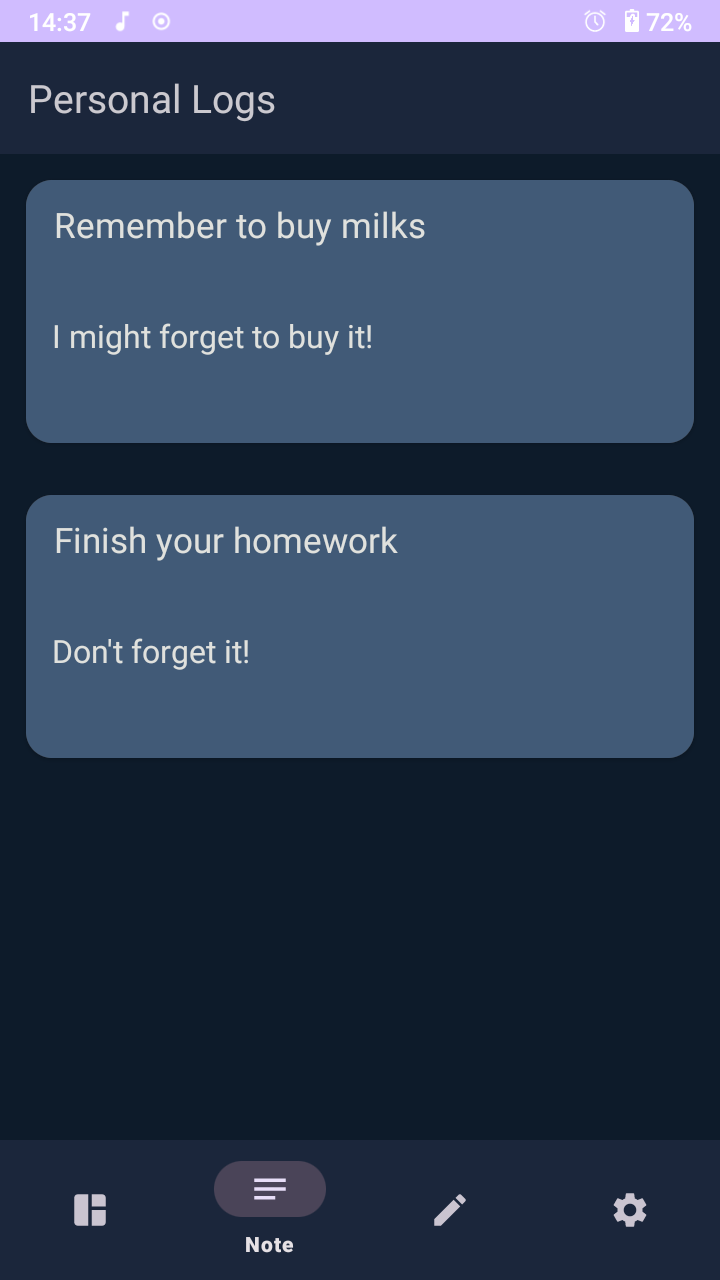 14:37 72%
Personal Logs
Remember to buy milks
I might forget to buy it!
Finish your homework
Don't forget it!
Note